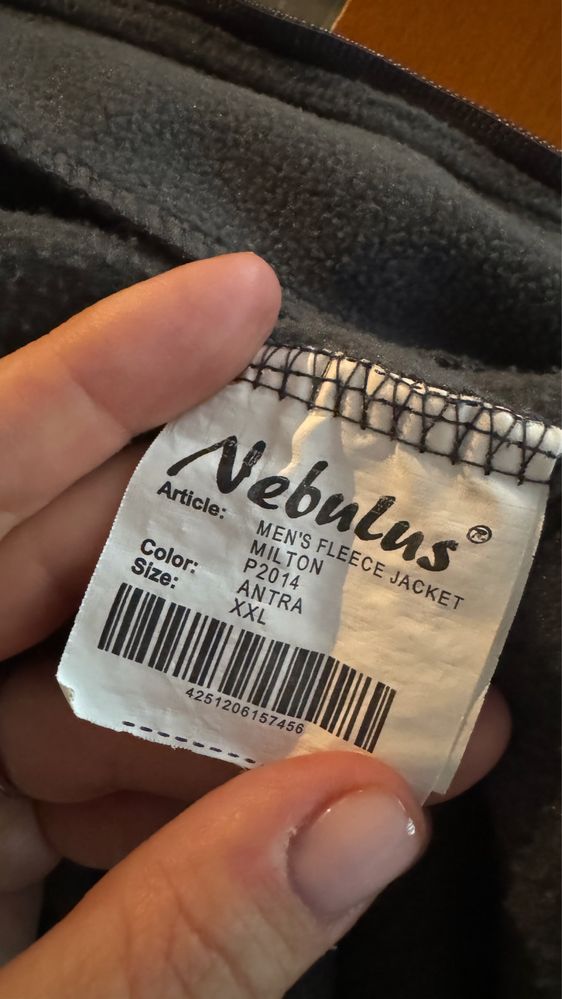 Nebulus®
Article: MEN'S FLEECE JACKET
MILTON
P2014
Color: ANTRA
Size: XXL
4251206157456